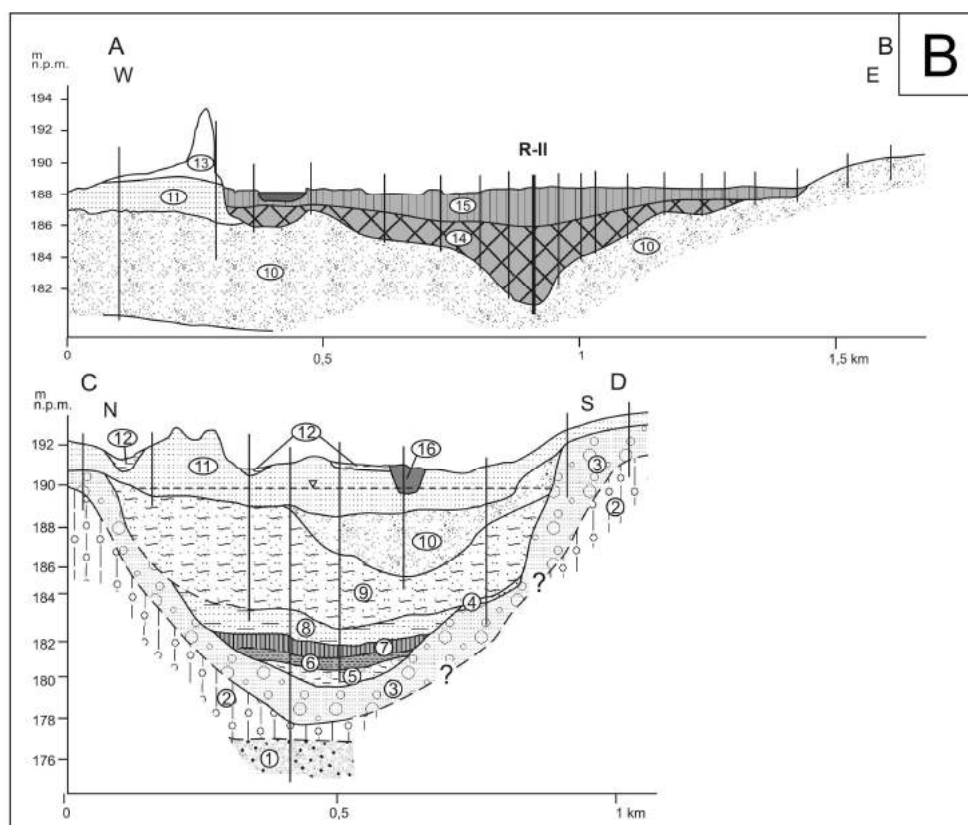 A B B
m
n.p.m. W E
194
192 R-II
190 13
11
188 15
186 14
10 10
184
182
0 0,5 1 1,5 km
C D
m
n.p.m. N S
12 12
192 16
11 3
190 2
188 10
186
9
184 4
8
182 7
6
180 5 ?
3
2 ?
178
176 1
0 0,5 1 km